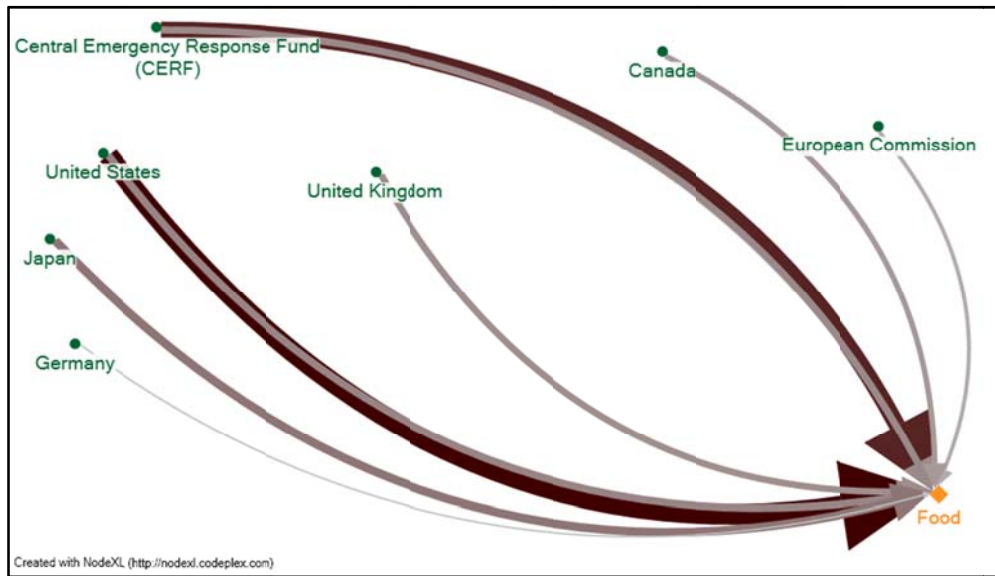 Central Emergency Response Fund
(CERF)
Canada
European Commission
United States
United Kingdom
Japan
Germany
Food
Created with NodeXL (http://nodexl.codeplex.com)